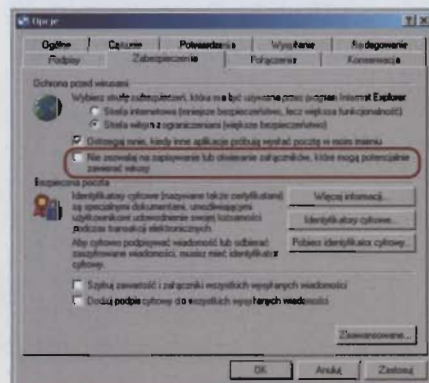 Opcje
Ogólne Czytanie Potwierdzenia Wysyłanie Redagowanie
Podpisy Zabezpieczenia Połączenia Konserwacja
Ochrona przed wirusami
Wybierz strefę zabezpieczeń, która ma być używana przez program Internet Explorer
Strefa internetowa (mniejsze bezpieczeństwo, lecz większa funkcjonalność)
Strefa witryn z ograniczeniami (większe bezpieczeństwo)
Ostrzegaj mnie, kiedy inne aplikacje próbują wysłać pocztę w moim imieniu
Nie zezwalaj na zapisywanie lub otwieranie załączników, które mogą potencjalnie
zawierać wirusy
Bezpieczna poczta
Identyfikatory cyfrowe (nazywane także certyfikatami)
są specjalnymi dokumentami, umożliwiającymi
użytkownikowi udowodnienie swojej tożsamości
podczas transakcji elektronicznych.
Więcej informacji...
Identyfikatory cyfrowe...
Aby cyfrowo podpisywać wiadomości lub odbierać
zaszyfrowane wiadomości, musisz mieć identyfikator
cyfrowy.
Pobierz identyfikator cyfrowy...
Szyfruj zawartość i załączniki wszystkich wysyłanych wiadomości
Dodaj podpis cyfrowy do wszystkich wysyłanych wiadomości
Zaawansowane...
OK Anuluj Zastosuj